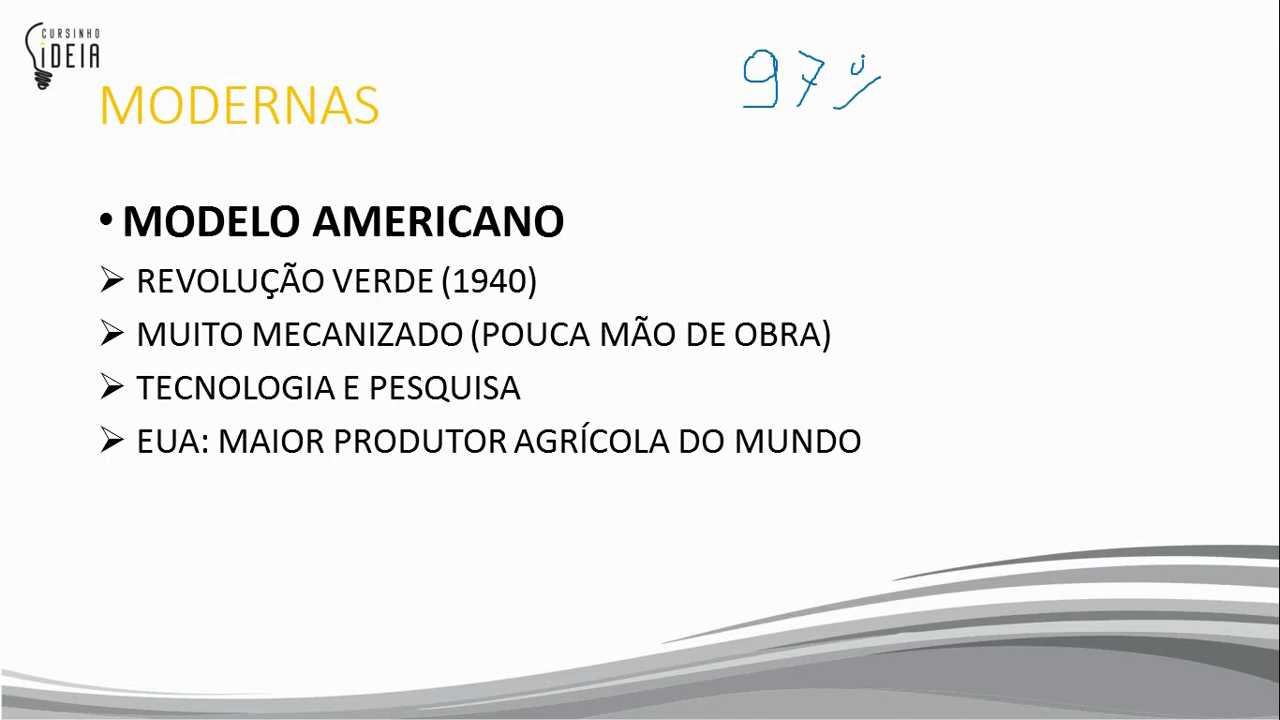 CURSINHO
iDEIA
97%
MODERNAS
• MODELO AMERICANO
➢ REVOLUÇÃO VERDE (1940)
➢ MUITO MECANIZADO (POUCA MÃO DE OBRA)
➢ TECNOLOGIA E PESQUISA
➢ EUA: MAIOR PRODUTOR AGRÍCOLA DO MUNDO